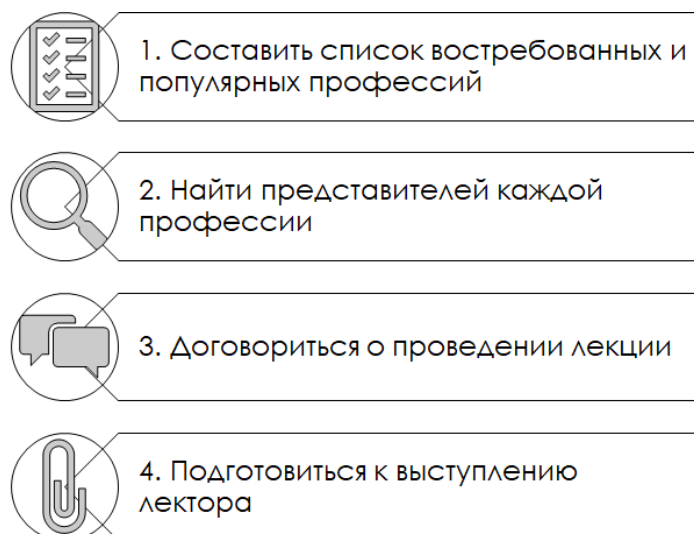 1. Составить список востребованных и
популярных профессий
2. Найти представителей каждой
профессии
3. Договориться о проведении лекции
4. Подготовиться к выступлению
лектора